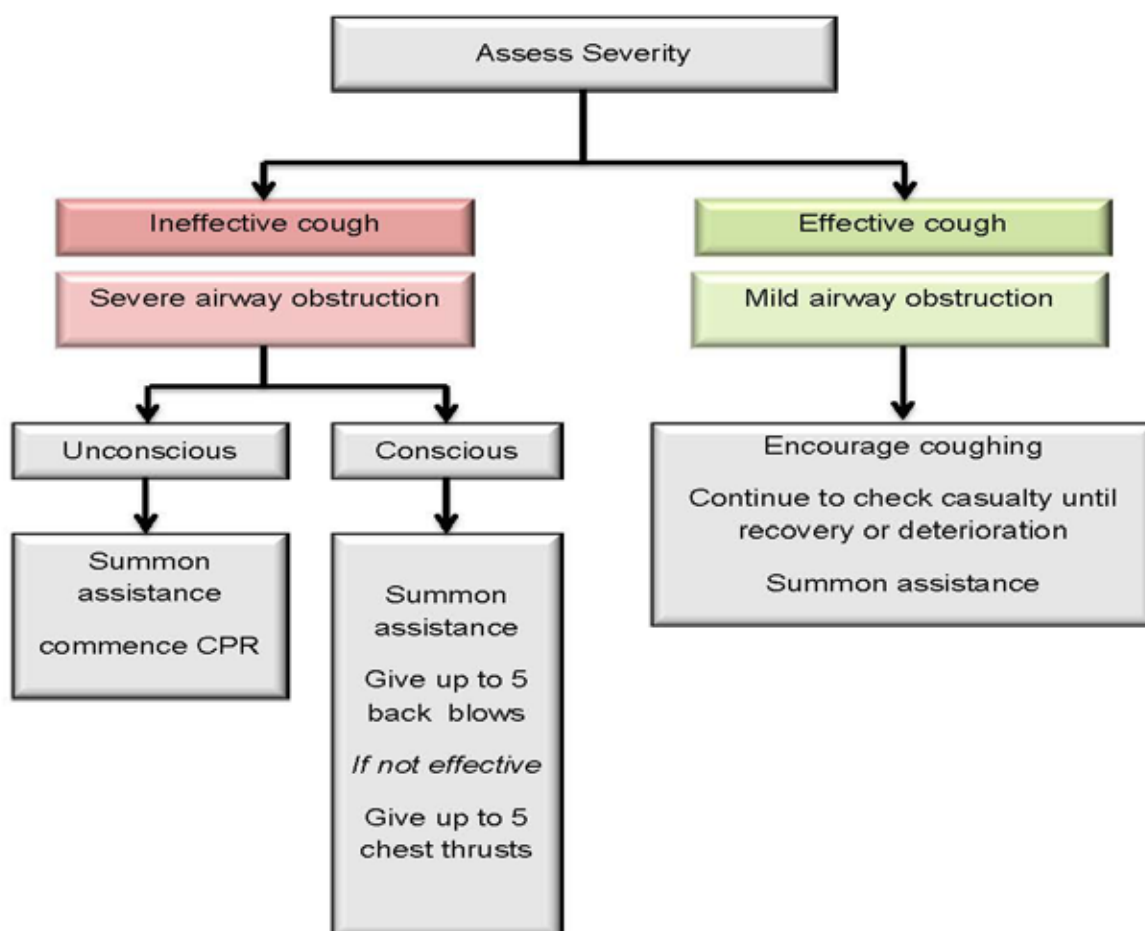 Assess Severity
Ineffective cough
Effective cough
Severe airway obstruction
Mild airway obstruction
Unconscious
Conscious
Encourage coughing
Continue to check casualty until
recovery or deterioration
Summon assistance
Summon
assistance
commence CPR
Summon
assistance
Give up to 5
back blows
If not effective
Give up to 5
chest thrusts